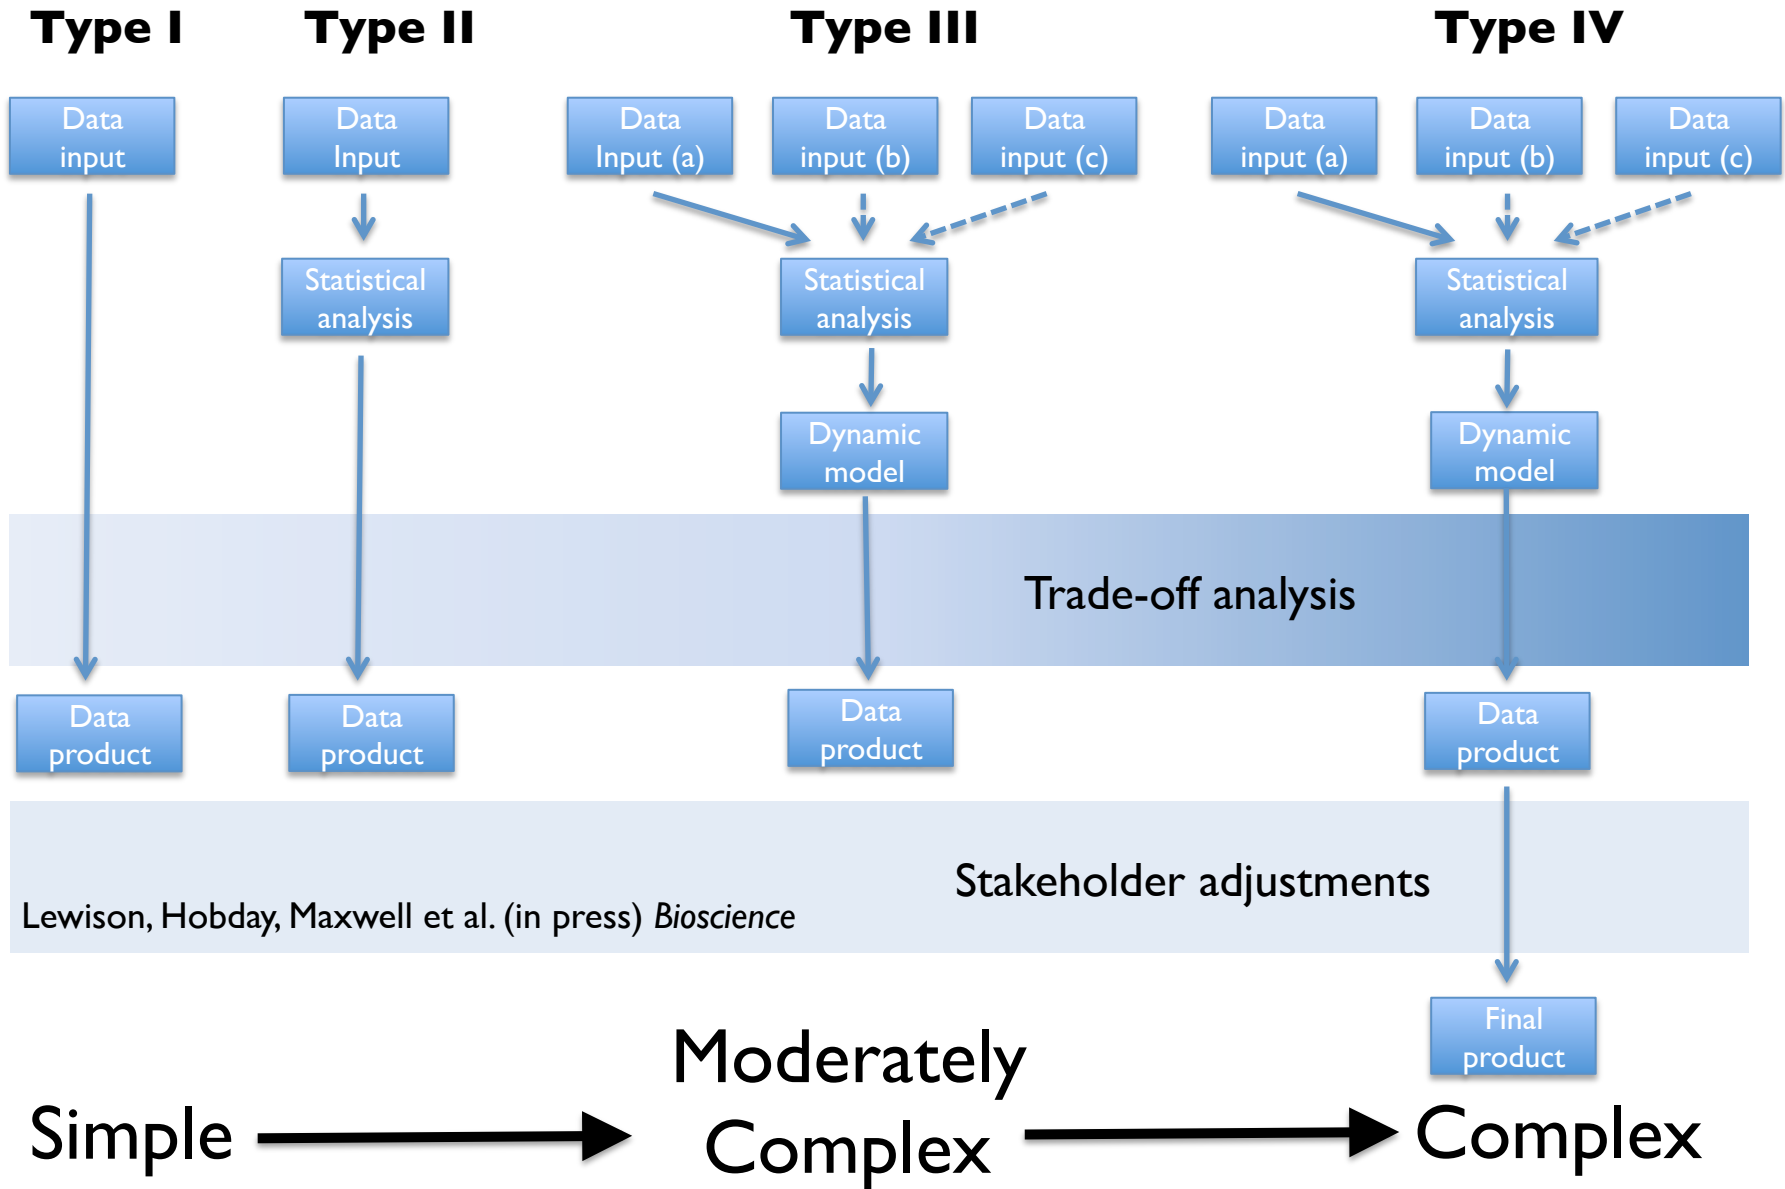 Type I
Type II
Type III
Type IV
Data
input
Data
Input
Data
Input (a)
Data
input (b)
Data
input (c)
Data
input (a)
Data
input (b)
Data
input (c)
Statistical
analysis
Statistical
analysis
Statistical
analysis
Dynamic
model
Dynamic
model
Trade-off analysis
Data
product
Data
product
Data
product
Data
product
Stakeholder adjustments
Lewison, Hobday, Maxwell et al. (in press) Bioscience
Final
product
Simple
Moderately
Complex
Complex